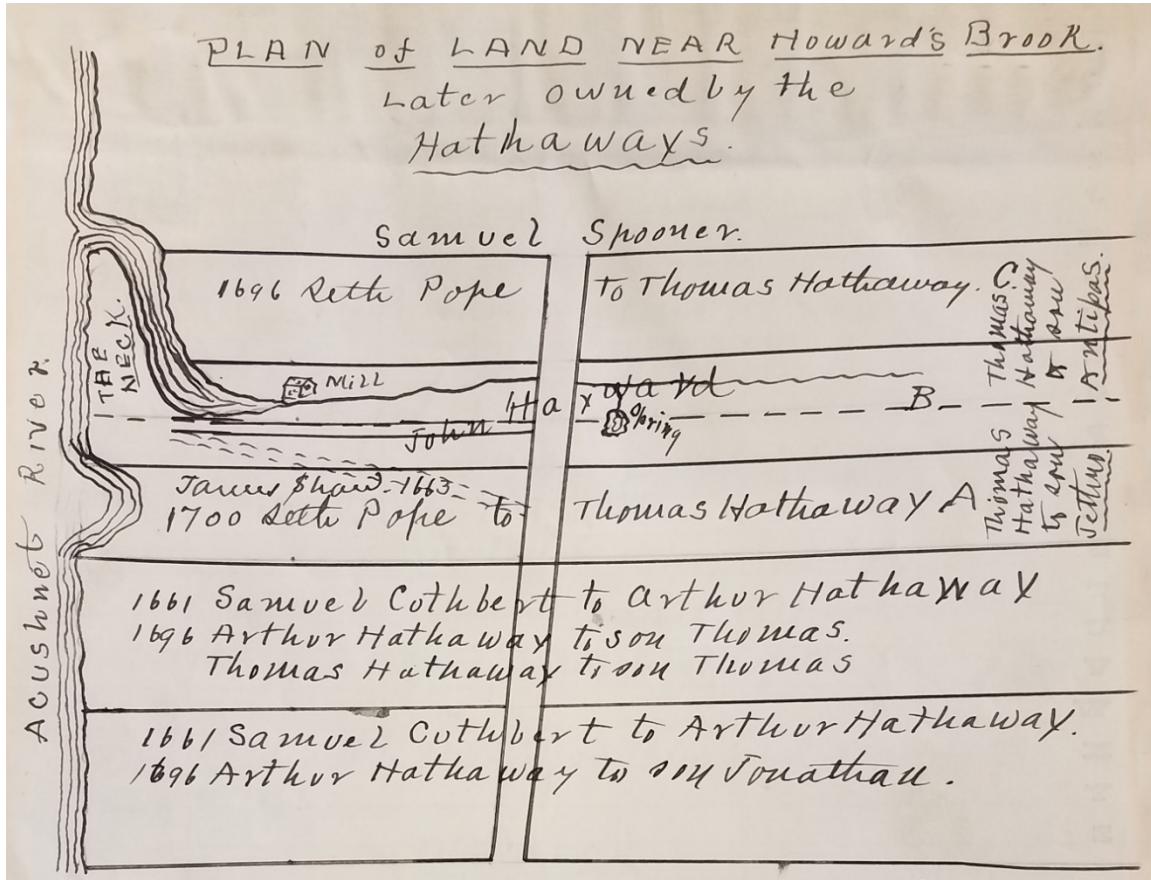 PLAN of LAND NEAR Howard's Brook.
Later owned by the
Hathaways.
Samuel Spooner.
1696 Seth Pope to Thomas Hathaway. C.
THE NECK.
Mill
John Hayward
Spring
B
James Shaw. 1663
1700 Seth Pope to Thomas Hathaway A
Thomas
Hathaway
to son
Antipas.
Thomas
Hathaway
to son
Jethro.
1661 Samuel Cuthbert to Arthur Hathaway
1696 Arthur Hathaway to son Thomas.
Thomas Hathaway to son Thomas
1661 Samuel Cuthbert to Arthur Hathaway.
1696 Arthur Hathaway to son Jonathan.
Acushnet River